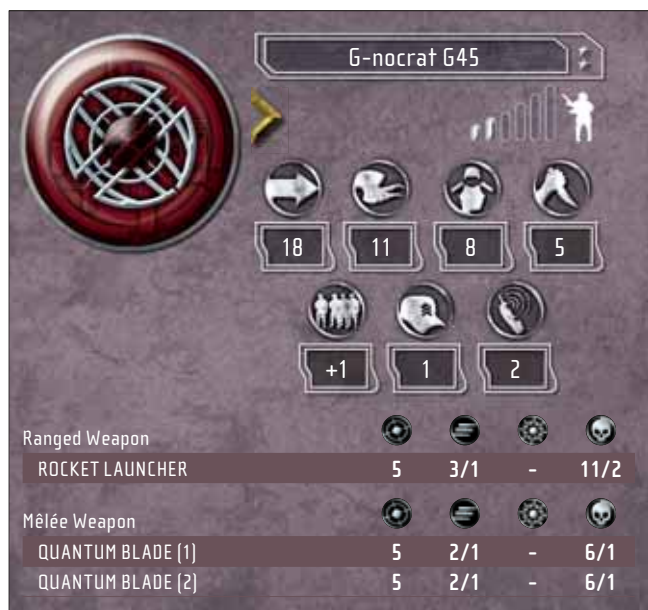 G-nocrat G45
18 11 8 5
+1 1 2
Ranged Weapon
ROCKET LAUNCHER 5 3/1 - 11/2
Mêlée Weapon
QUANTUM BLADE (1) 5 2/1 - 6/1
QUANTUM BLADE (2) 5 2/1 - 6/1